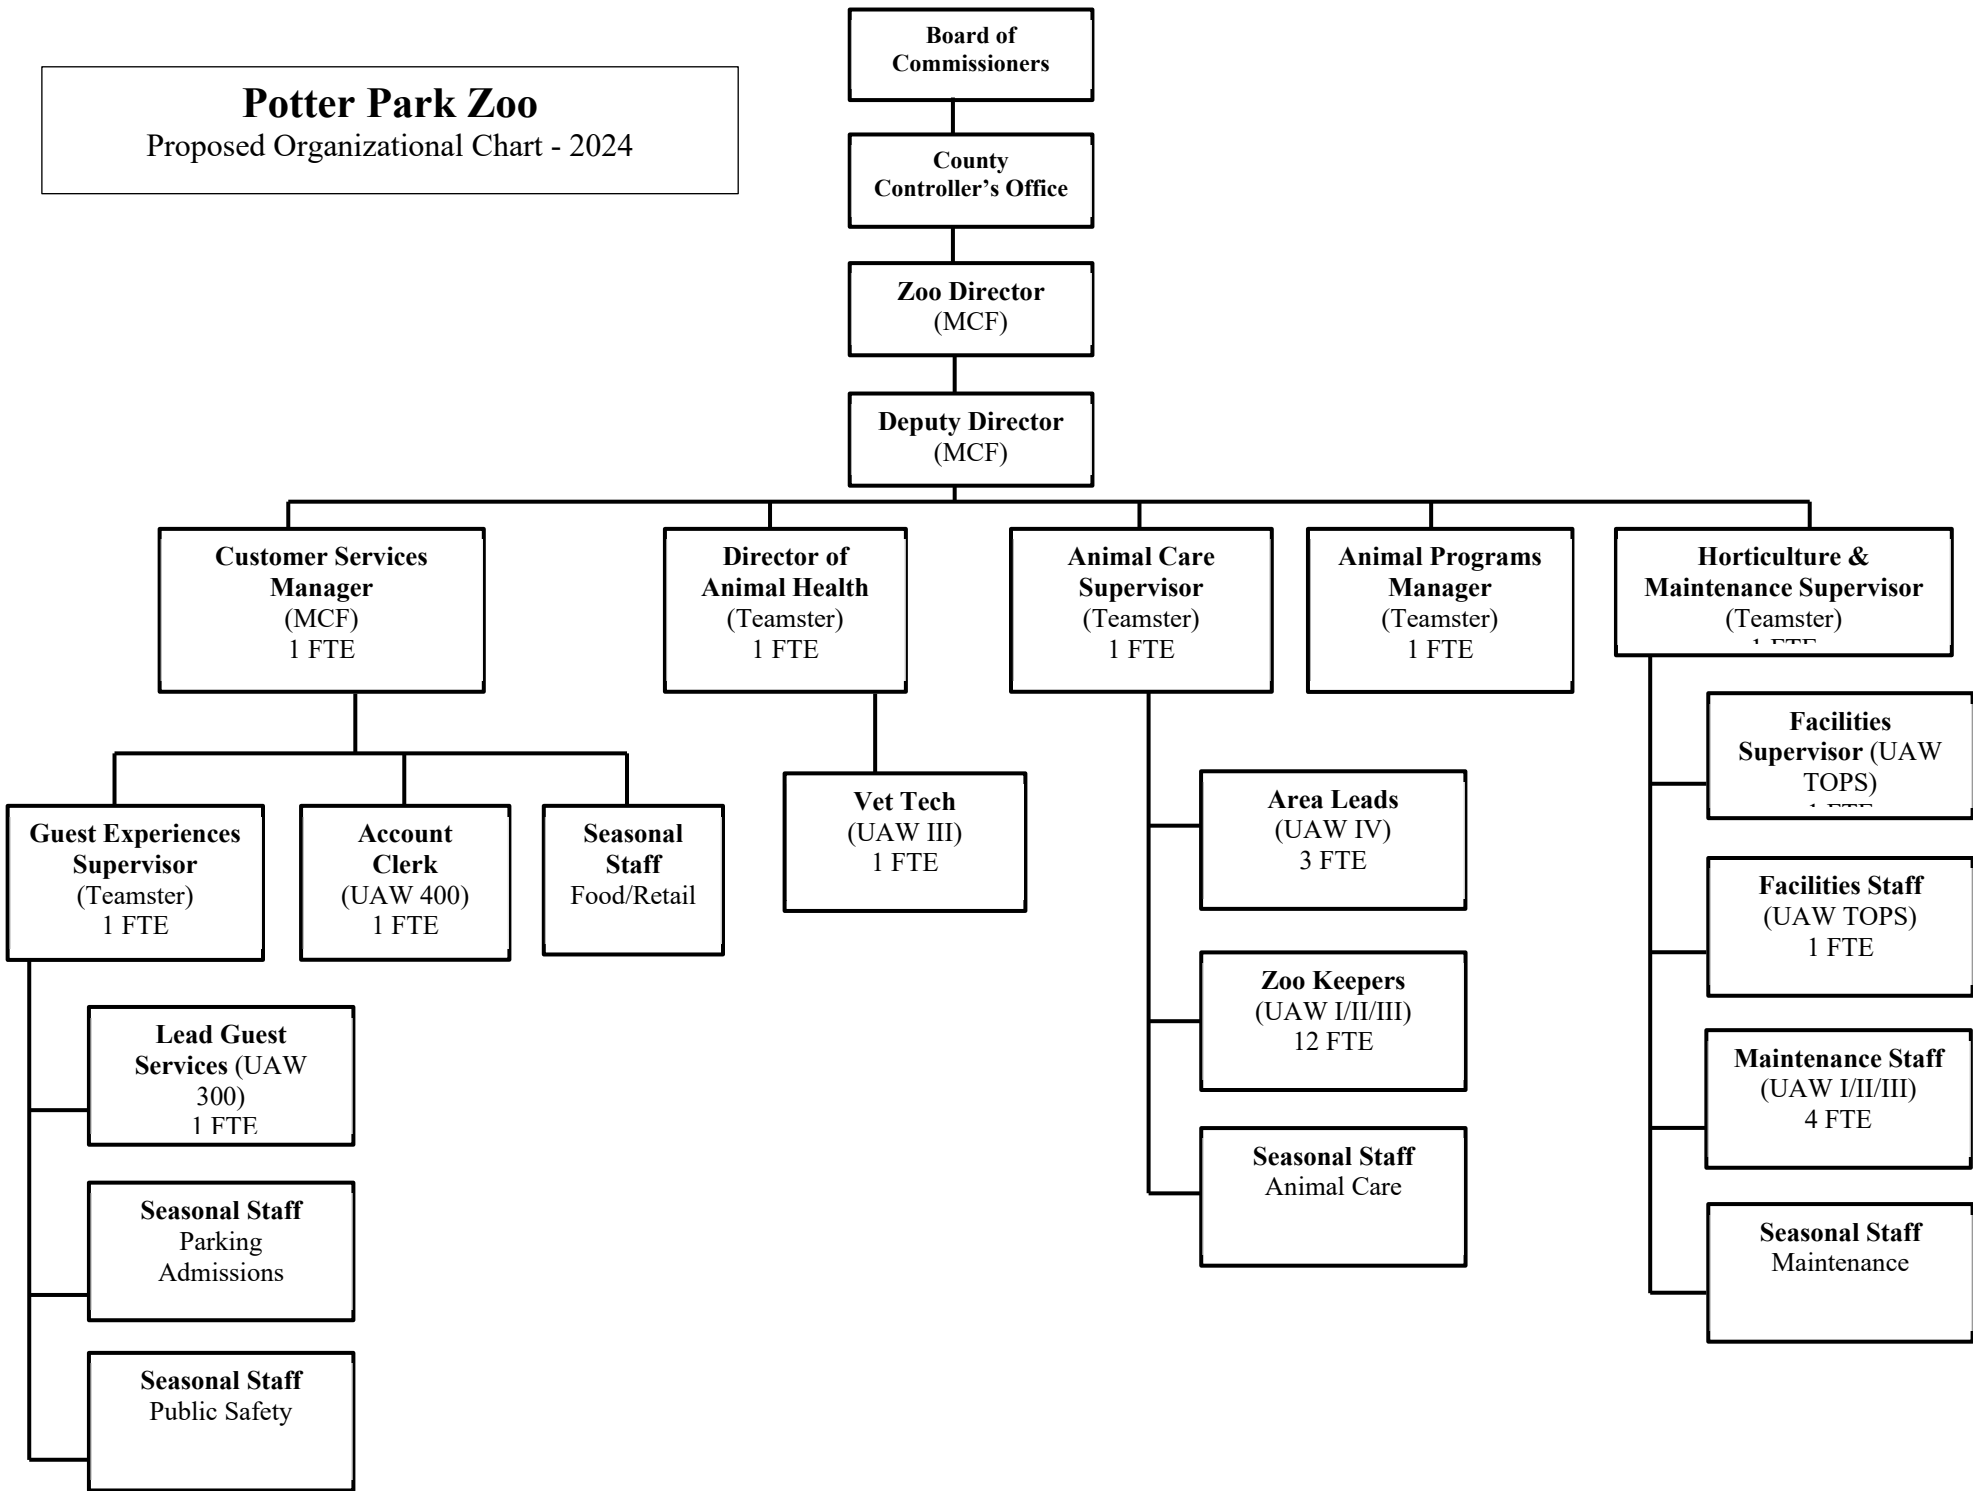 Potter Park Zoo
Proposed Organizational Chart - 2024
Board of
Commissioners
County
Controller’s Office
Zoo Director
(MCF)
Deputy Director
(MCF)
Customer Services
Manager
(MCF)
1 FTE
Director of
Animal Health
(Teamster)
1 FTE
Animal Care
Supervisor
(Teamster)
1 FTE
Animal Programs
Manager
(Teamster)
1 FTE
Horticulture &
Maintenance Supervisor
(Teamster)
1 FTE
Guest Experiences
Supervisor
(Teamster)
1 FTE
Account
Clerk
(UAW 400)
1 FTE
Seasonal
Staff
Food/Retail
Lead Guest
Services (UAW
300)
1 FTE
Seasonal Staff
Parking
Admissions
Seasonal Staff
Public Safety
Vet Tech
(UAW III)
1 FTE
Area Leads
(UAW IV)
3 FTE
Zoo Keepers
(UAW I/II/III)
12 FTE
Seasonal Staff
Animal Care
Facilities
Supervisor (UAW
TOPS)
Facilities Staff
(UAW TOPS)
1 FTE
Maintenance Staff
(UAW I/II/III)
4 FTE
Seasonal Staff
Maintenance